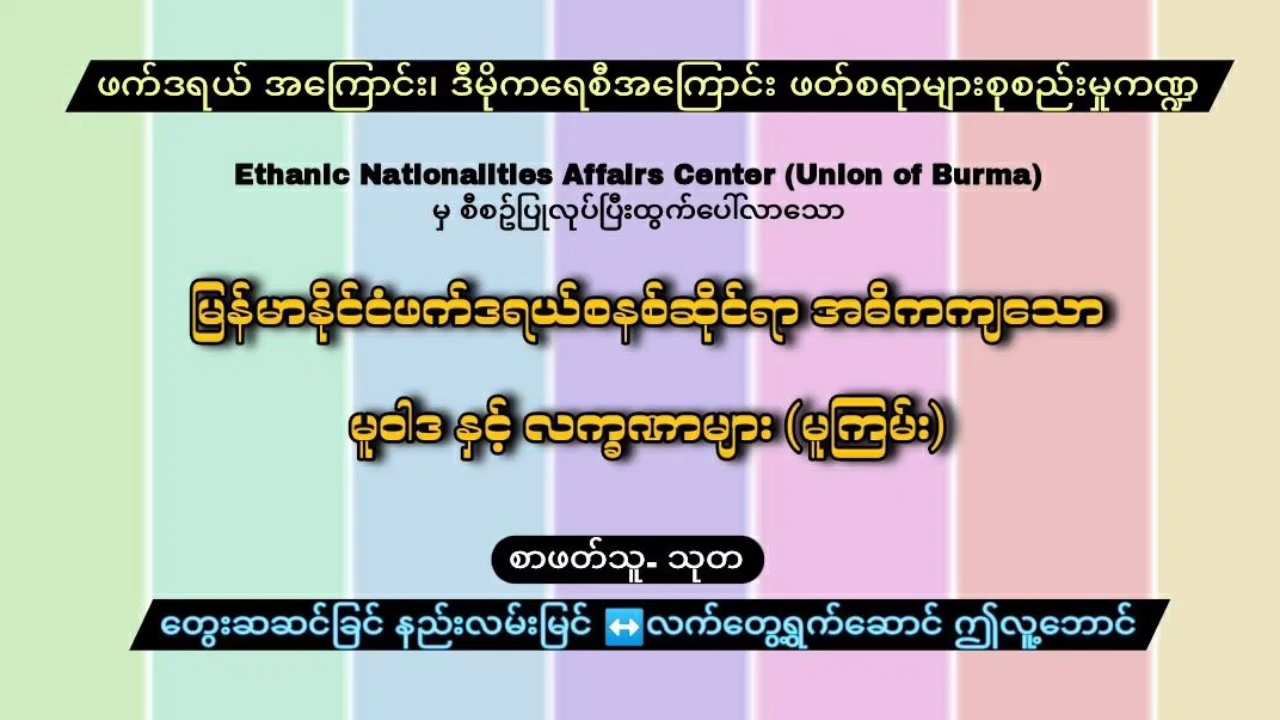 ဖက်ဒရယ် အကြောင်း၊ ဒီမိုကရေစီအကြောင်း ဖတ်စရာများစုစည်းမှုကဏ္ဍ
Ethanic Nationalities Affairs Center (Union of Burma)
မှ စီစဥ်ပြုလုပ်ပြီးထွက်ပေါ်လာသော
မြန်မာနိုင်ငံဖက်ဒရယ်စနစ်ဆိုင်ရာ အဓိကကျသော
မူဝါဒ နှင့် လက္ခဏာများ (မူကြမ်း)
စာဖတ်သူ- သုတ
တွေးဆဆင်ခြင် နည်းလမ်းမြင် ↔️လက်တွေ့ရွှက်ဆောင် ဤလူ့ဘောင်